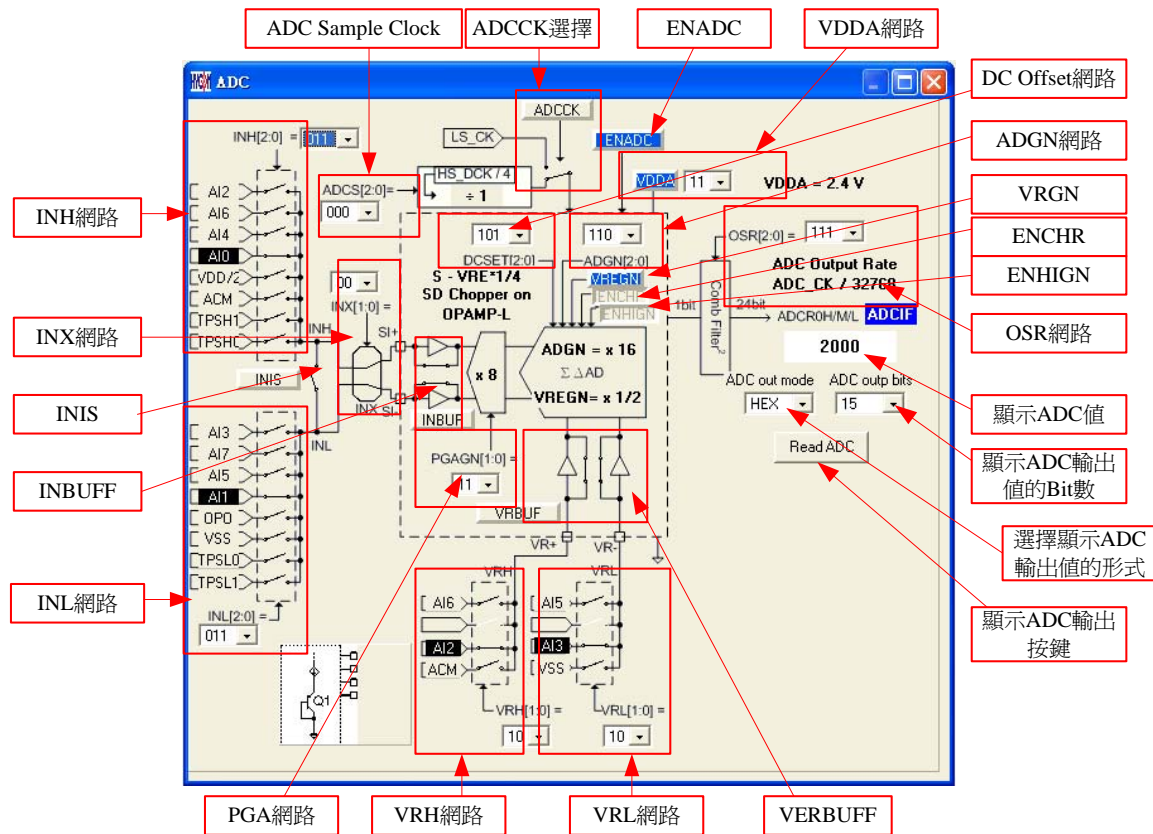 ADC Sample Clock
ADCCK選擇
ENADC
VDDA網路
DC Offset網路
ADGN網路
VRGN
ENCHR
ENHIGN
OSR網路
顯示ADC值
顯示ADC輸出
值的Bit數
選擇顯示ADC
輸出值的形式
顯示ADC輸出
按鍵
INH網路
INX網路
INIS
INBUFF
INL網路
PGA網路
VRH網路
VRL網路
VERBUFF
ADC
INH[2:0] =
011
AI2
AI6
AI4
AI0
VDD/2
ACM
TPSH1
TPSH0
INH
INIS
INL
AI3
AI7
AI5
AI1
OPO
VSS
TPSL0
TPSL1
INL[2:0] =
011
Q1
ADCS[2:0]=
000
LS_CK
HS_DCK / 4
÷ 1
ADCCK
ENADC
VDDA
11
VDDA = 2.4 V
101
DCSET[2:0]
110
ADGN[2:0]
S - VRE*1/4
SD Chopper on
OPAMP-L
VREGN
ENCHR
ENHIGN
00
INX[1:0]=
SI+
SI-
INX
INBUF
x 8
ADGN = x 16
Σ Δ AD
VREGN= x 1/2
PGAGN[1:0] =
11
VRBUF
VR+
VR-
VRH
AI6
AI2
ACM
VRH[1:0] =
10
VRL
AI5
AI3
VSS
VRL[1:0] =
10
OSR[2:0] =
111
ADC Output Rate
ADC_CK / 32768
1bit
Comb Filter²
24bit
ADCR0H/M/L
ADCIF
2000
ADC out mode
HEX
ADC outp bits
15
Read ADC